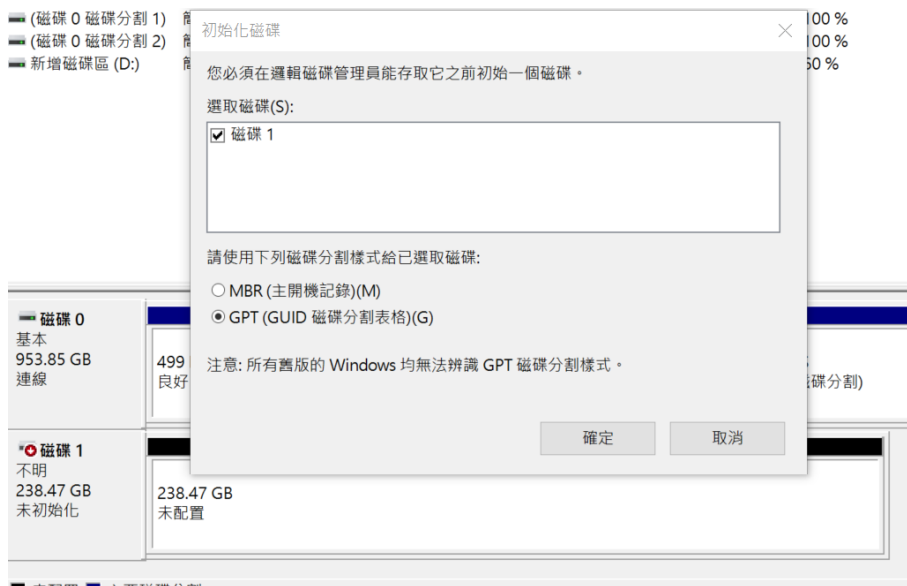 (磁碟 0 磁碟分割 1) 簡 100 %
(磁碟 0 磁碟分割 2) 簡 100 %
新增磁碟區 (D:) 簡 60 %
初始化磁碟
您必須在邏輯磁碟管理員能存取它之前初始一個磁碟。
選取磁碟(S):
磁碟 1
請使用下列磁碟分割樣式給已選取磁碟:
MBR (主開機記錄)(M)
GPT (GUID 磁碟分割表格)(G)
注意: 所有舊版的 Windows 均無法辨識 GPT 磁碟分割樣式。
確定 取消
磁碟 0
基本
953.85 GB
連線
499
良好
磁碟分割)
磁碟 1
不明
238.47 GB
未初始化
238.47 GB
未配置